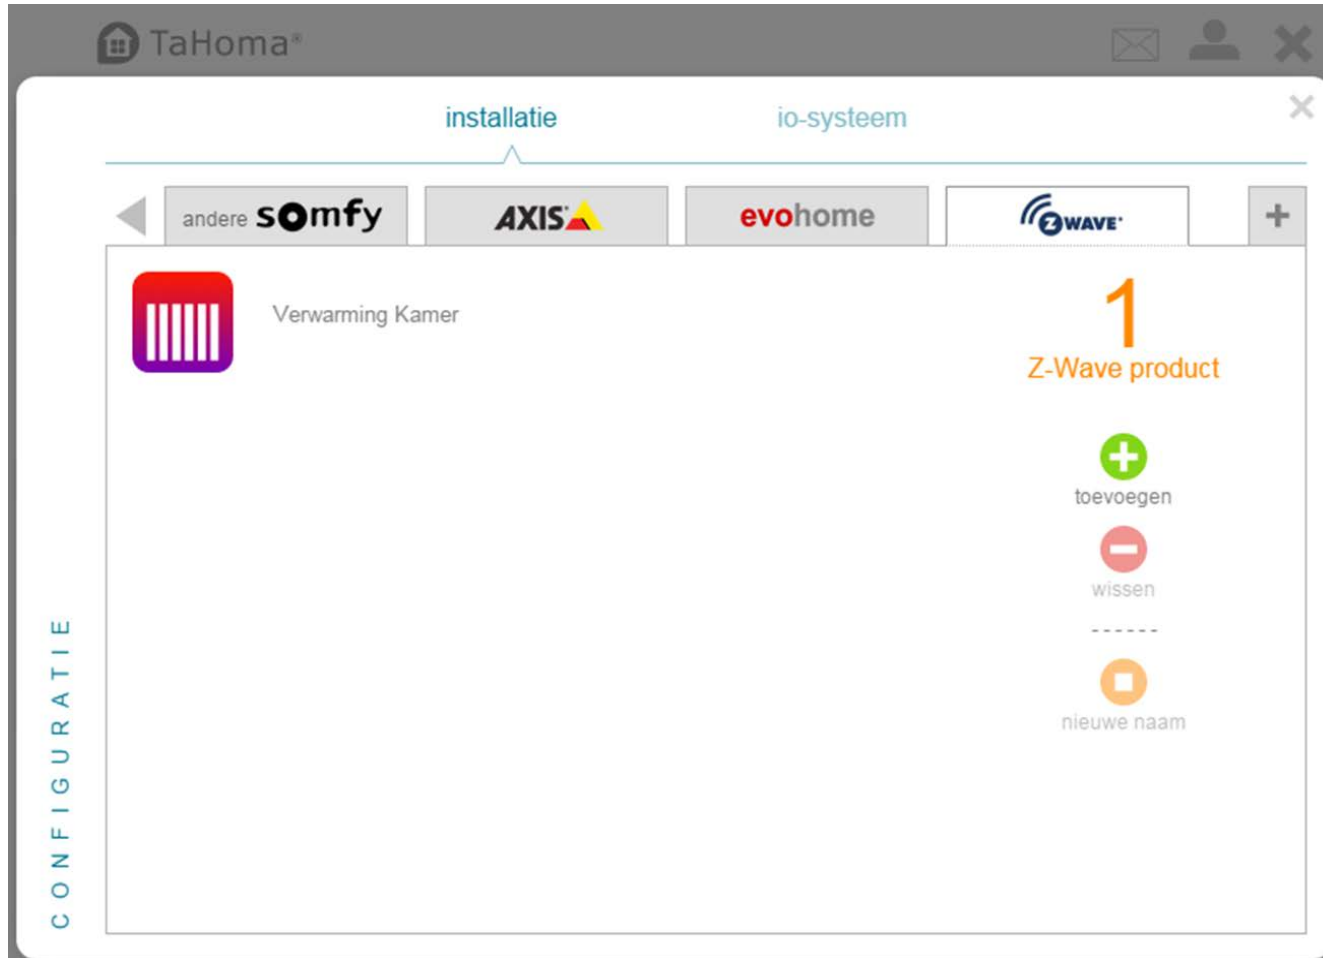 TaHoma®
installatie
io-systeem
andere somfy
AXIS
evohome
Z WAVE
Verwarming Kamer
1
Z-Wave product
toevoegen
wissen
nieuwe naam
CONFIGURATIE